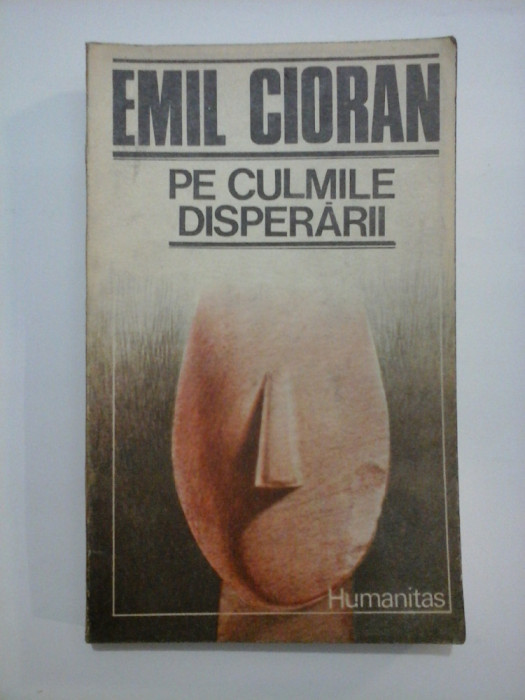 EMIL CIORAN
PE CULMILE
DISPERĂRII
Humanitas